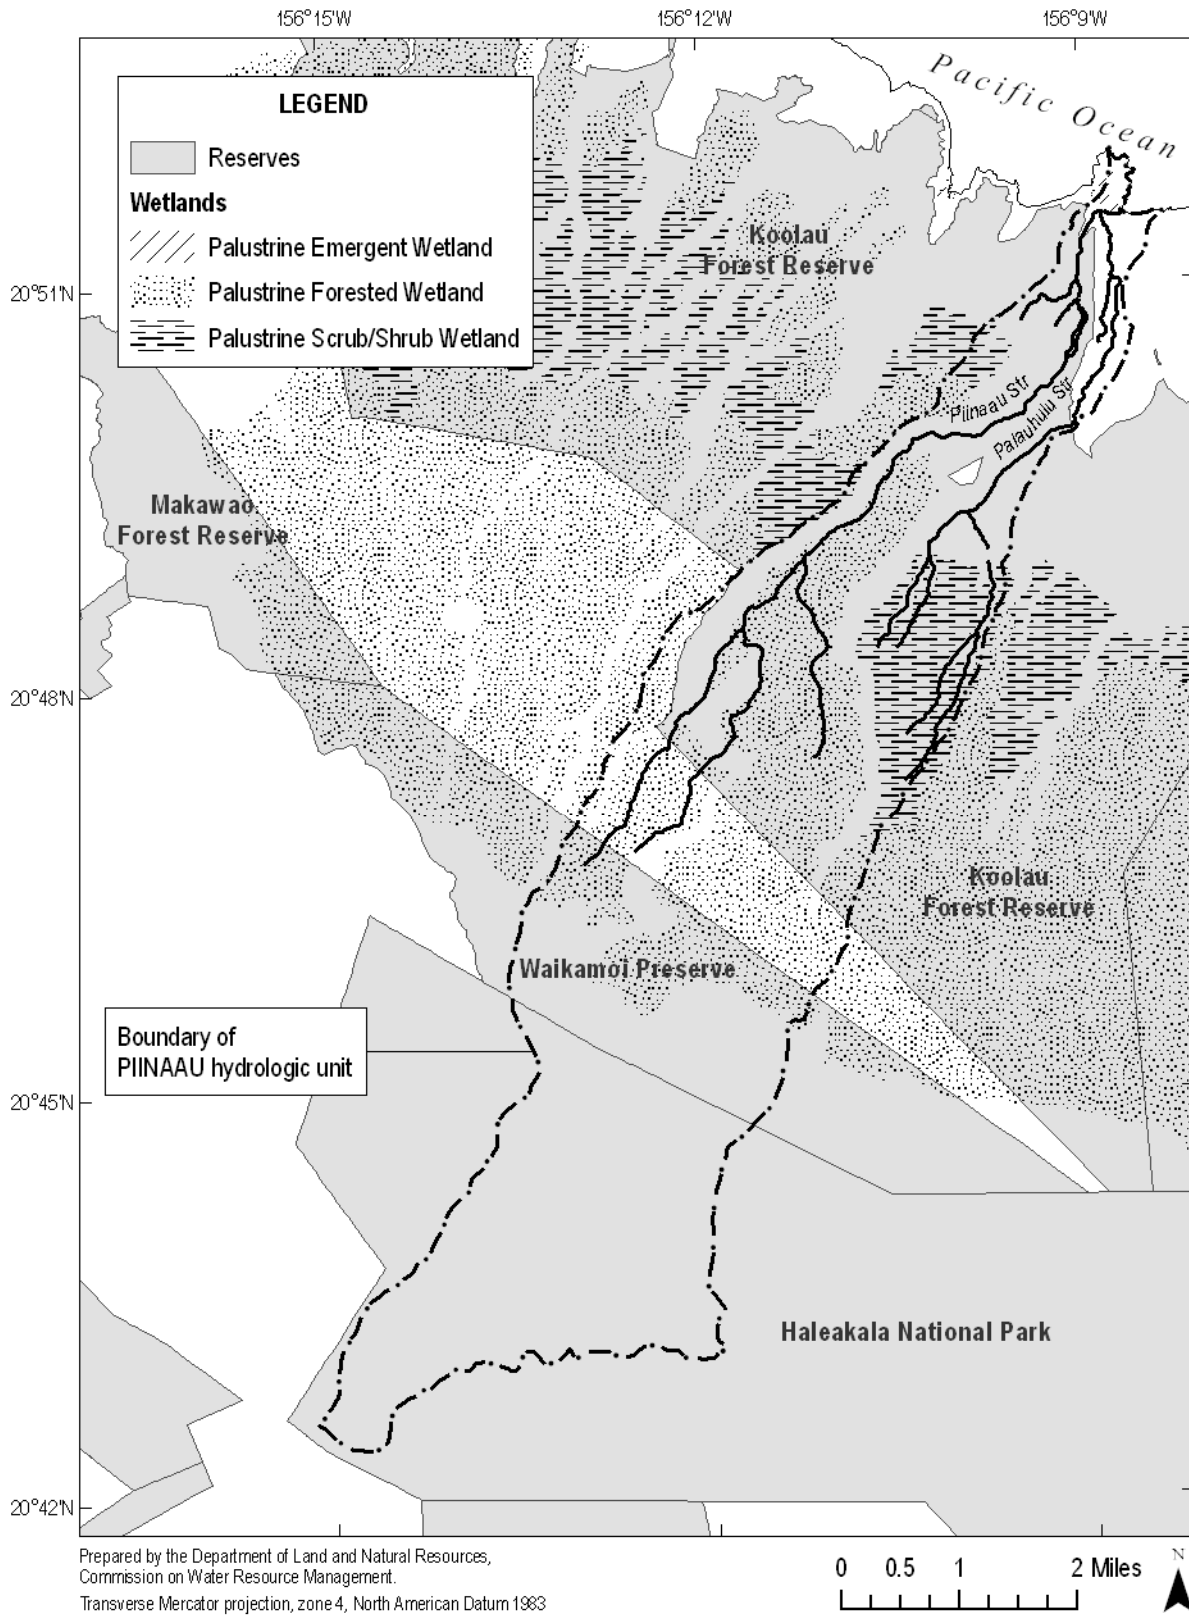 156°15'W
156°12'W
156°9'W
Pacific Ocean
LEGEND
Reserves
Wetlands
Palustrine Emergent Wetland
Palustrine Forested Wetland
Palustrine Scrub/Shrub Wetland
Koolau
Forest Reserve
20°51'N
Piinaau Str
Palauhulu Str
Makawao
Forest Reserve
20°48'N
Koolau
Forest Reserve
Waikamoi Preserve
Boundary of
PIINAAU hydrologic unit
20°45'N
Haleakala National Park
20°42'N
Prepared by the Department of Land and Natural Resources,
Commission on Water Resource Management.
Transverse Mercator projection, zone 4, North American Datum 1983
0 0.5 1 2 Miles
N